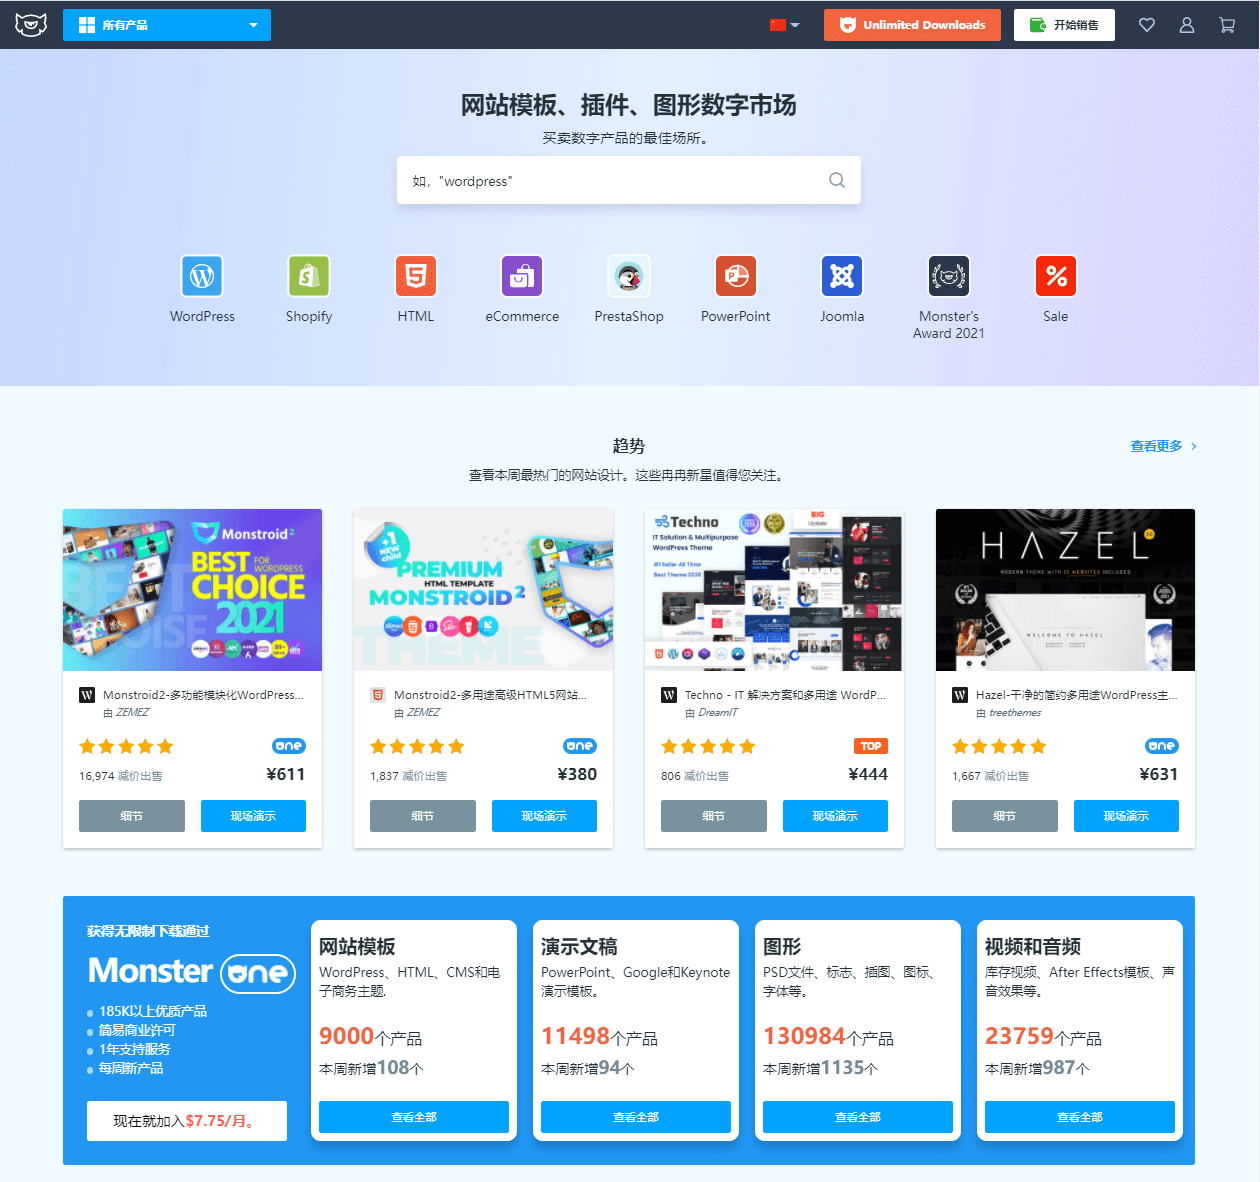 所有产品
Unlimited Downloads
开始销售
网站模板、插件、图形数字市场
买卖数字产品的最佳场所。
如，"wordpress"
WordPress
Shopify
HTML
eCommerce
PrestaShop
PowerPoint
Joomla
Monster's
Award 2021
Sale
趋势
查看更多
查看本周最热门的网站设计。这些冉冉新星值得您关注。
Monstroid2
BEST FOR WORDPRESS
CHOICE
2021
+1
NEW
child
PREMIUM
HTML TEMPLATE
MONSTROID2
THEME
Techno
IT Solution & Multipurpose
WordPress Theme
#1 Seller All Time
Best Theme 2020
BIG
Update
HAZEL
MODERN THEME WITH 10 WEBSITES INCLUDED
WELCOME TO HAZEL
Monstroid2-多功能模块化WordPress...
由 ZEMEZ
one
16,974 减价出售
¥611
细节
现场演示
Monstroid2-多用途高级HTML5网站...
由 ZEMEZ
one
1,837 减价出售
¥380
细节
现场演示
Techno - IT 解决方案和多用途 WordP...
由 DreamIT
TOP
806 减价出售
¥444
细节
现场演示
Hazel-干净的简约多用途WordPress主...
由 treethemes
one
1,667 减价出售
¥631
细节
现场演示
获得无限制下载通过
Monster one
185K以上优质产品
简易商业许可
1年支持服务
每周新产品
现在就加入$7.75/月。
网站模板
WordPress、HTML、CMS和电
子商务主题.
9000个产品
本周新增108个
查看全部
演示文稿
PowerPoint、Google和Keynote
演示模板。
11498个产品
本周新增94个
查看全部
图形
PSD文件、标志、插图、图标、
字体等。
130984个产品
本周新增1135个
查看全部
视频和音频
库存视频、After Effects模板、声
音效果等。
23759个产品
本周新增987个
查看全部